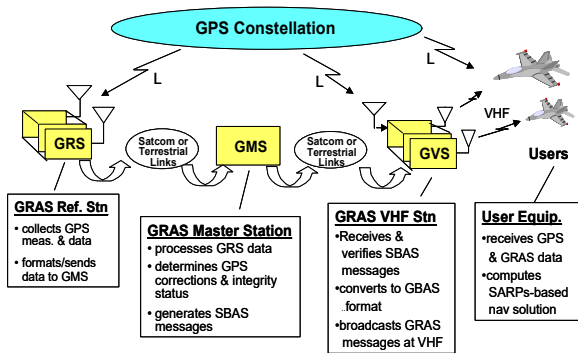 GPS Constellation
L
L
L
VHF
GRS
Satcom or
Terrestrial
Links
GMS
Satcom or
Terrestrial
Links
GVS
Users
GRAS Ref. Stn
• collects GPS
meas. & data
• formats/sends
data to GMS
GRAS Master Station
• processes GRS data
• determines GPS
corrections & integrity
status
• generates SBAS
messages
GRAS VHF Stn
•Receives &
verifies SBAS
messages
•converts to GBAS
..format
•broadcasts GRAS
messages at VHF
User Equip.
•receives GPS
& GRAS data
•computes
SARPs-based
nav solution